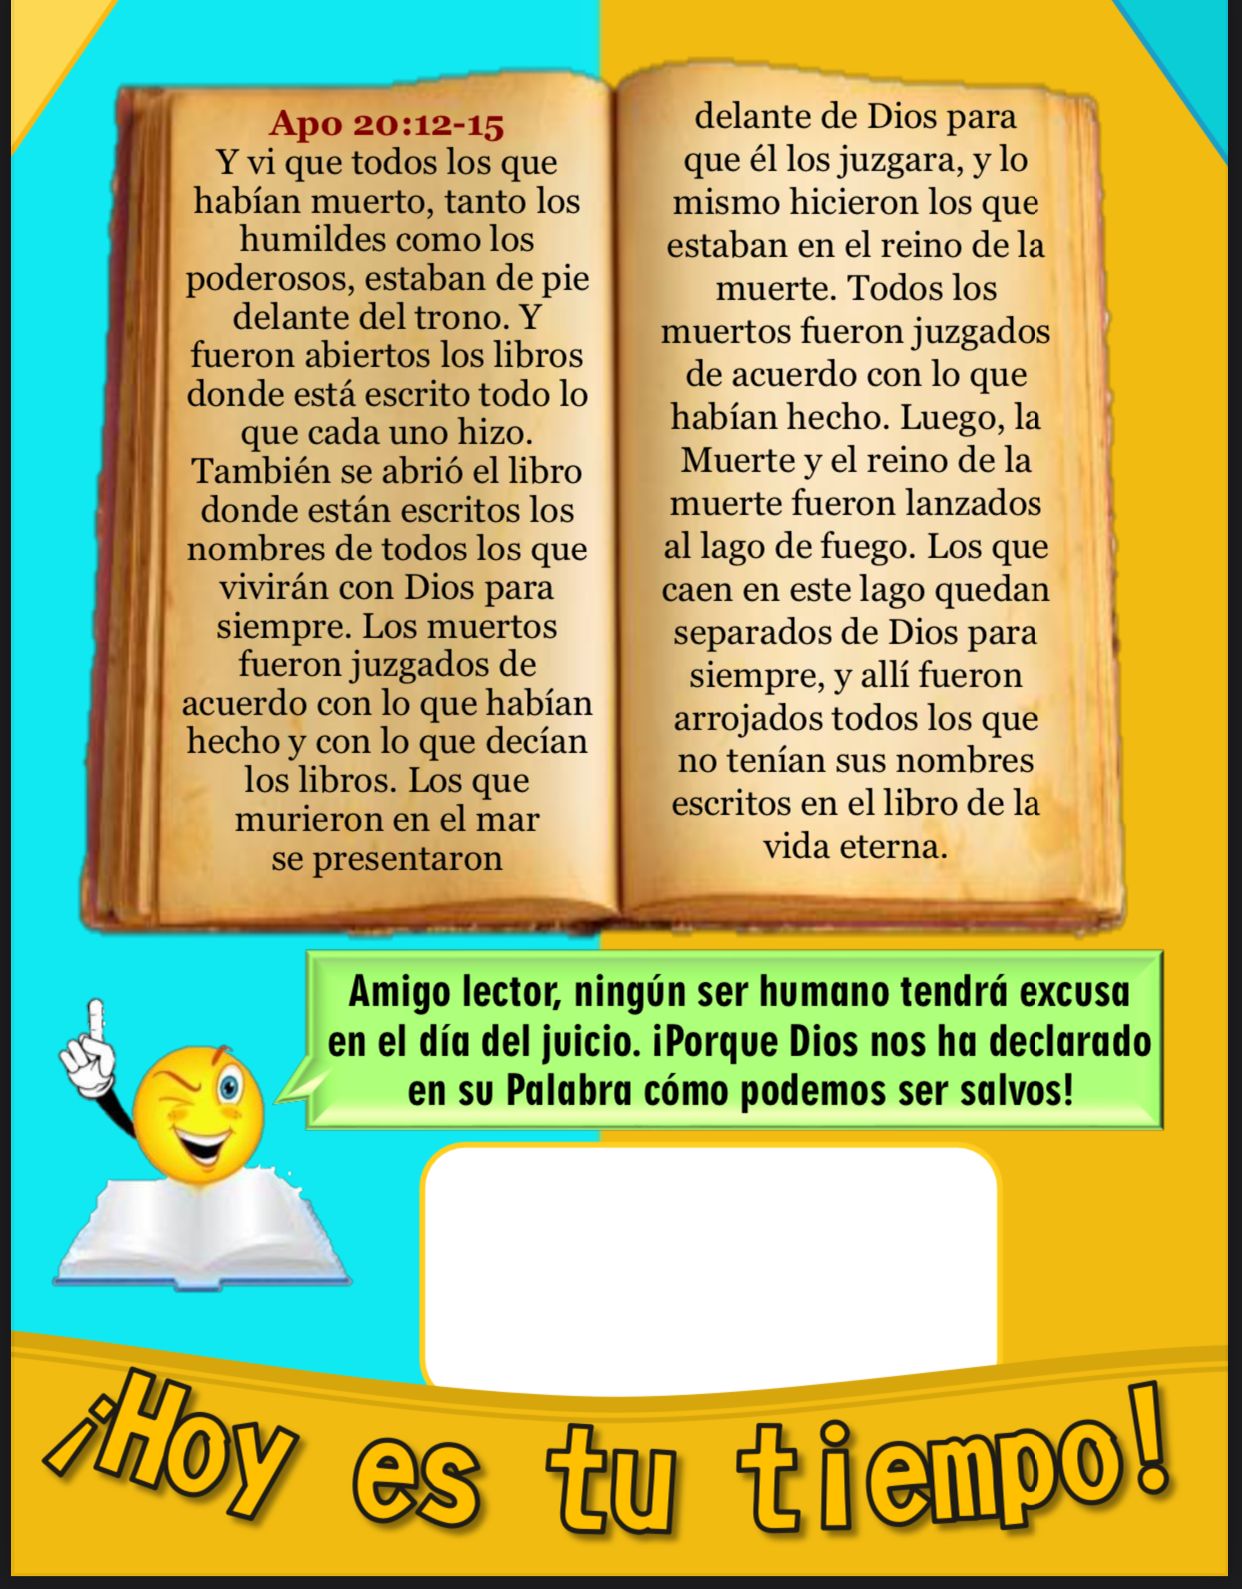 Apo 20:12-15
Y vi que todos los que
habían muerto, tanto los
humildes como los
poderosos, estaban de pie
delante del trono. Y
fueron abiertos los libros
donde está escrito todo lo
que cada uno hizo.
También se abrió el libro
donde están escritos los
nombres de todos los que
vivirán con Dios para
siempre. Los muertos
fueron juzgados de
acuerdo con lo que habían
hecho y con lo que decían
los libros. Los que
murieron en el mar
se presentaron
delante de Dios para
que él los juzgara, y lo
mismo hicieron los que
estaban en el reino de la
muerte. Todos los
muertos fueron juzgados
de acuerdo con lo que
habían hecho. Luego, la
Muerte y el reino de la
muerte fueron lanzados
al lago de fuego. Los que
caen en este lago quedan
separados de Dios para
siempre, y allí fueron
arrojados todos los que
no tenían sus nombres
escritos en el libro de la
vida eterna.
Amigo lector, ningún ser humano tendrá excusa
en el día del juicio. ¡Porque Dios nos ha declarado
en su Palabra cómo podemos ser salvos!
¡Hoy es tu tiempo!